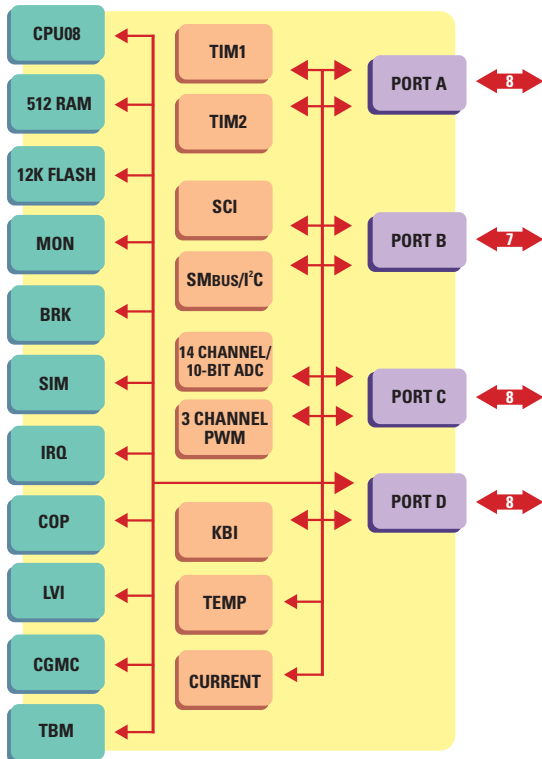 CPU08
512 RAM
12K FLASH
MON
BRK
SIM
IRQ
COP
LVI
CGMC
TBM
TIM1
TIM2
SCI
SMBUS/I²C
14 CHANNEL/
10-BIT ADC
3 CHANNEL
PWM
KBI
TEMP
CURRENT
PORT A
8
PORT B
7
PORT C
8
PORT D
8